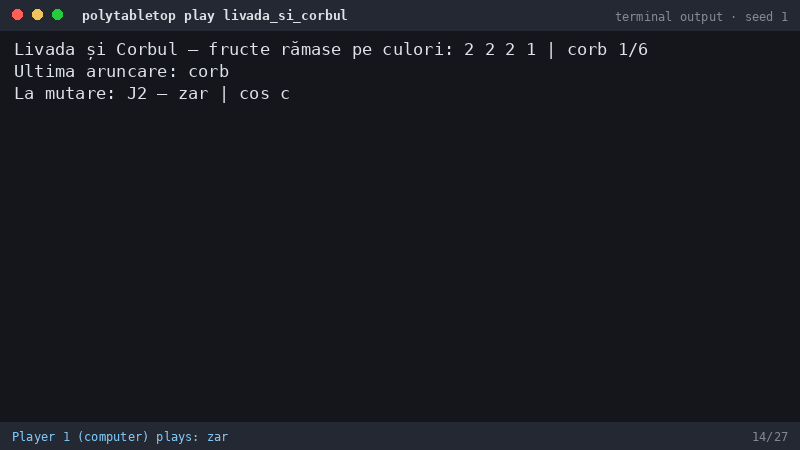 polytabletop play livada_si_corbul
terminal output · seed 1
Livada și Corbul — fructe rămase pe culori: 2 2 2 1 | corb 1/6
Ultima aruncare: corb
La mutare: J2 — zar | cos c
Player 1 (computer) plays: zar
14/27